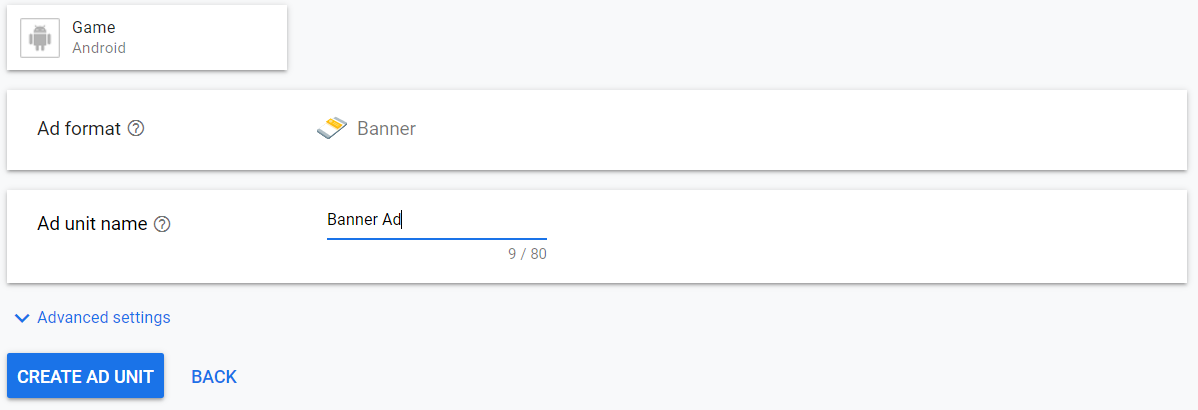 Game
Android
Ad format
Banner
Ad unit name
Banner Ad
9 / 80
Advanced settings
CREATE AD UNIT
BACK